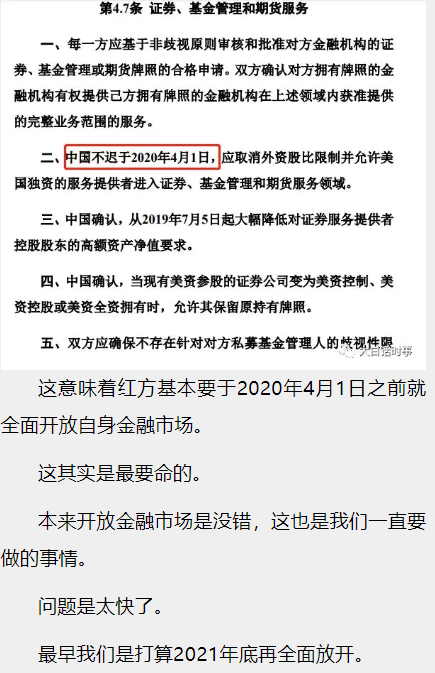 第4.7条 证券、基金管理和期货服务
一、每一方应基于非歧视原则审核和批准对方金融机构的证
券、基金管理或期货牌照的合格申请。双方确认对方拥有牌照的金
融机构有权提供己方拥有牌照的金融机构在上述领域内获准提供
的完整业务范围的服务。
二、中国不迟于2020年4月1日，应取消外资股比限制并允许美
国独资的服务提供者进入证券、基金管理和期货服务领域。
三、中国确认，从2019年7月5日起大幅降低对证券服务提供者
控股股东的高额资产净值要求。
四、中国确认，当现有美资参股的证券公司变为美资控制、美
资控股或美资全资拥有时，允许其保留原持有牌照。
五、双方应确保不存在针对对方私募基金管理人的歧视性限
大白话时事
这意味着红方基本要于2020年4月1日之前就
全面开放自身金融市场。
这其实是最要命的。
本来开放金融市场是没错，这也是我们一直要
做的事情。
问题是太快了。
最早我们是打算2021年底再全面放开。